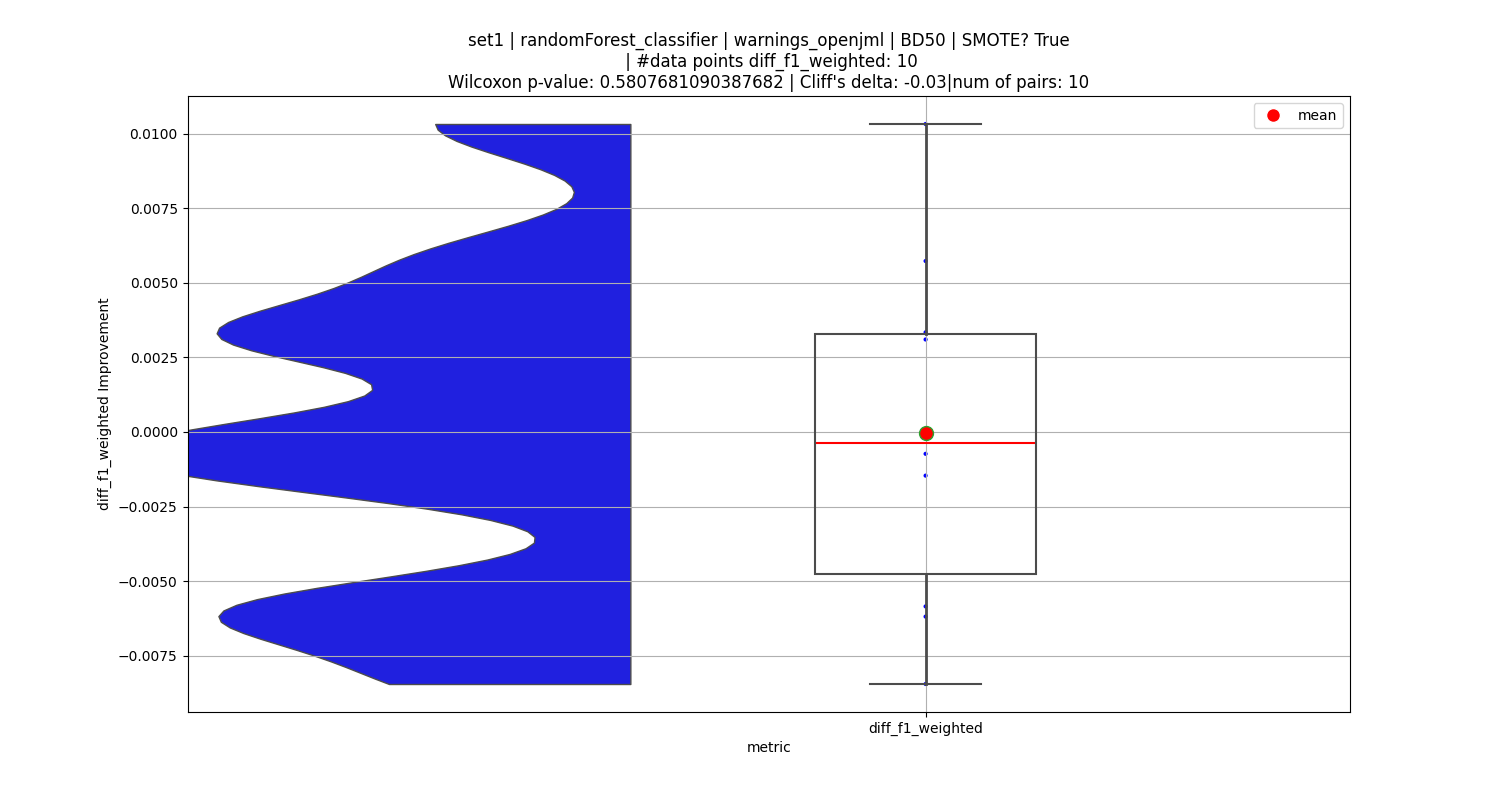 set1 | randomForest_classifier | warnings_openjml | BD50 | SMOTE? True
| #data points diff_f1_weighted: 10
Wilcoxon p-value: 0.5807681090387682 | Cliff's delta: -0.03|num of pairs: 10
mean
0.0100
0.0075
0.0050
0.0025
0.0000
−0.0025
−0.0050
−0.0075
diff_f1_weighted Improvement
diff_f1_weighted
metric